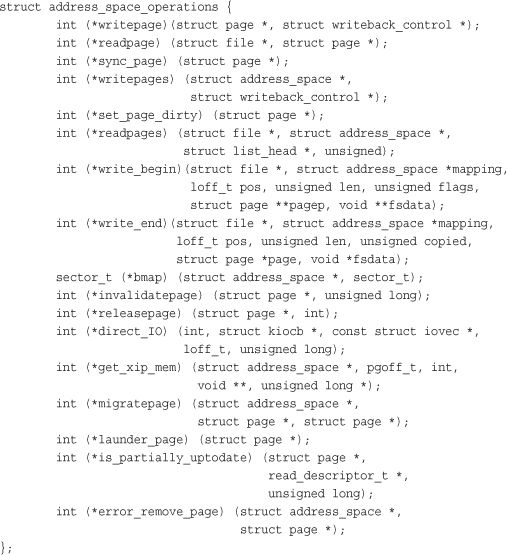 struct address_space_operations {
        int (*writepage)(struct page *, struct writeback_control *);
        int (*readpage) (struct file *, struct page *);
        int (*sync_page) (struct page *);
        int (*writepages) (struct address_space *,
                           struct writeback_control *);
        int (*set_page_dirty) (struct page *);
        int (*readpages) (struct file *, struct address_space *,
                          struct list_head *, unsigned);
        int (*write_begin)(struct file *, struct address_space *mapping,
                           loff_t pos, unsigned len, unsigned flags,
                           struct page **pagep, void **fsdata);
        int (*write_end)(struct file *, struct address_space *mapping,
                         loff_t pos, unsigned len, unsigned copied,
                         struct page *page, void *fsdata);
        sector_t (*bmap) (struct address_space *, sector_t);
        int (*invalidatepage) (struct page *, unsigned long);
        int (*releasepage) (struct page *, int);
        int (*direct_IO) (int, struct kiocb *, const struct iovec *,
                          loff_t, unsigned long);
        int (*get_xip_mem) (struct address_space *, pgoff_t, int,
                            void **, unsigned long *);
        int (*migratepage) (struct address_space *,
                            struct page *, struct page *);
        int (*launder_page) (struct page *);
        int (*is_partially_uptodate) (struct page *,
                                      read_descriptor_t *,
                                      unsigned long);
        int (*error_remove_page) (struct address_space *,
                                  struct page *);
};